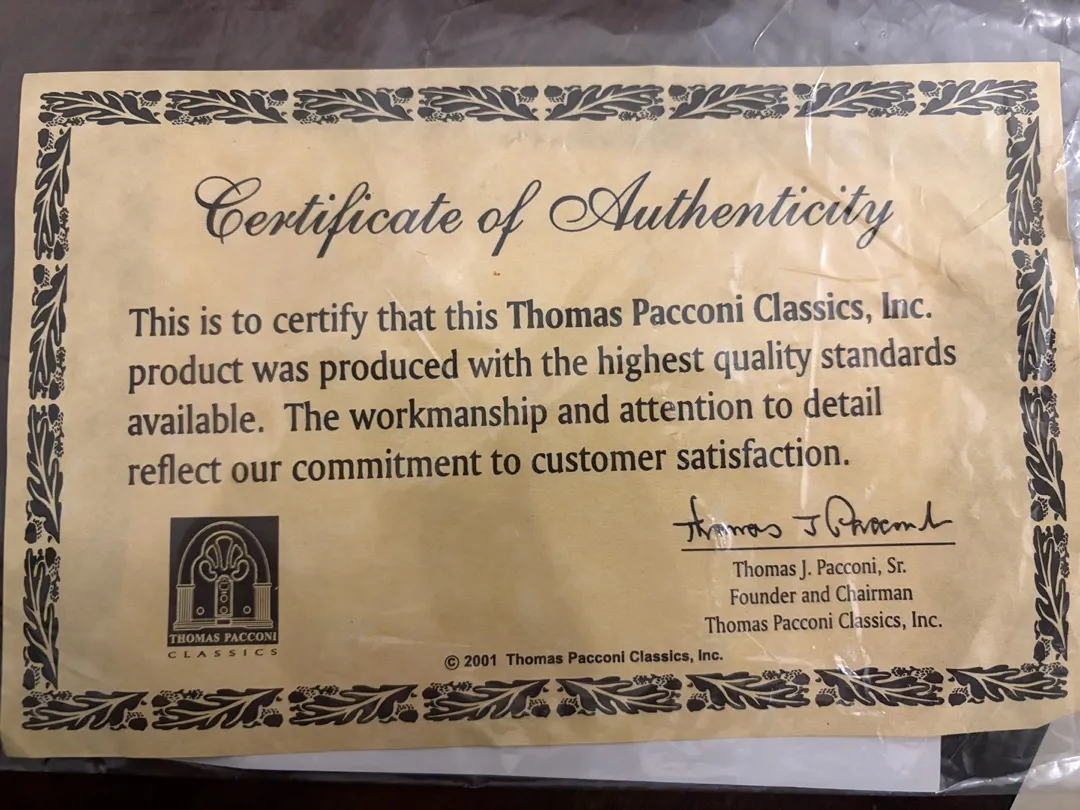 Certificate of Authenticity
This is to certify that this Thomas Pacconi Classics, Inc.
product was produced with the highest quality standards
available. The workmanship and attention to detail
reflect our commitment to customer satisfaction.
Thomas J Pacconi
Thomas J. Pacconi, Sr.
Founder and Chairman
Thomas Pacconi Classics, Inc.
THOMAS PACCONI
CLASSICS
© 2001 Thomas Pacconi Classics, Inc.